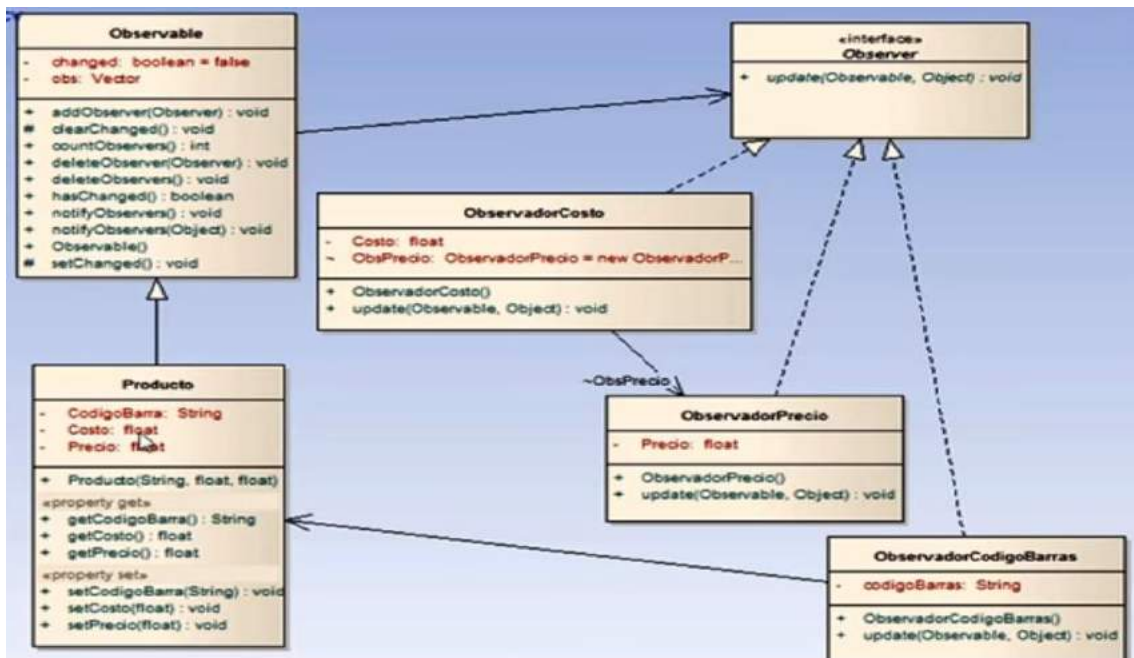 Observable
- changed: boolean = false
- obs: Vector
+ addObserver(Observer) : void
# clearChanged() : void
+ countObservers() : int
+ deleteObserver(Observer) : void
+ deleteObservers() : void
+ hasChanged() : boolean
+ notifyObservers() : void
+ notifyObservers(Object) : void
+ Observable()
# setChanged() : void
«interface»
Observer
+ update(Observable, Object) : void
ObservadorCosto
- Costo: float
~ ObsPrecio: ObservadorPrecio = new ObservadorP...
+ ObservadorCosto()
+ update(Observable, Object) : void
~ObsPrecio
Producto
- CodigoBarra: String
- Costo: float
- Precio: float
+ Producto(String, float, float)
«property get»
+ getCodigoBarra() : String
+ getCosto() : float
+ getPrecio() : float
«property set»
+ setCodigoBarra(String) : void
+ setCosto(float) : void
+ setPrecio(float) : void
ObservadorPrecio
- Precio: float
+ ObservadorPrecio()
+ update(Observable, Object) : void
ObservadorCodigoBarras
- codigoBarras: String
+ ObservadorCodigoBarras()
+ update(Observable, Object) : void